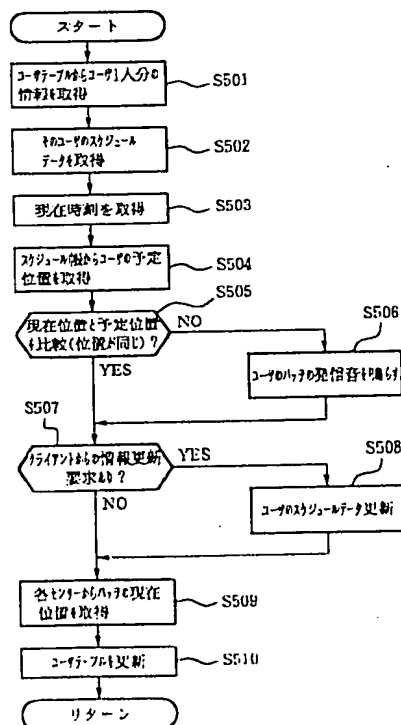 スタート
ユーザテーブルからユーザ1人分の
情報を取得
S501
そのユーザのスケジュール
データを取得
S502
現在時刻を取得
S503
スケジュール情報からユーザの予定
位置を取得
S504
S505
現在位置と予定位置
を比較(位置が同じ)?
NO
YES
S506
ユーザのバッチの発信音を鳴らす
S507
クライアントからの情報更新
要求あり?
YES
NO
S508
ユーザのスケジュールデータ更新
各センサーからバッチの現在
位置を取得
S509
ユーザテーブルを更新
S510
リターン